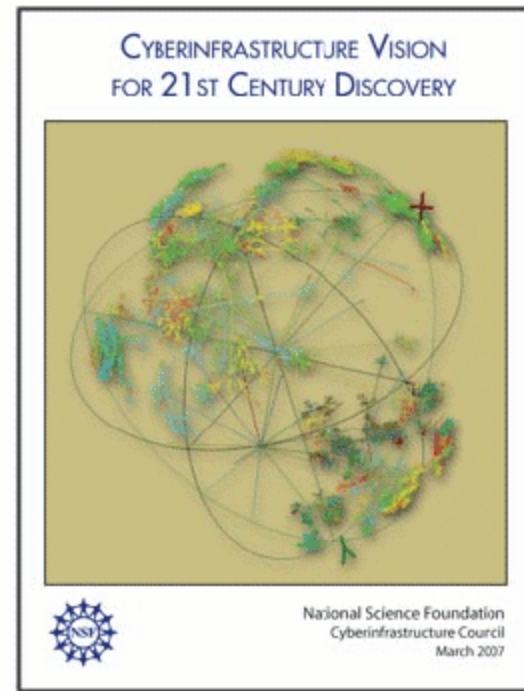 CYBERINFRASTRUCTURE VISION
FOR 21ST CENTURY DISCOVERY
NSF
National Science Foundation
Cyberinfrastructure Council
March 2007